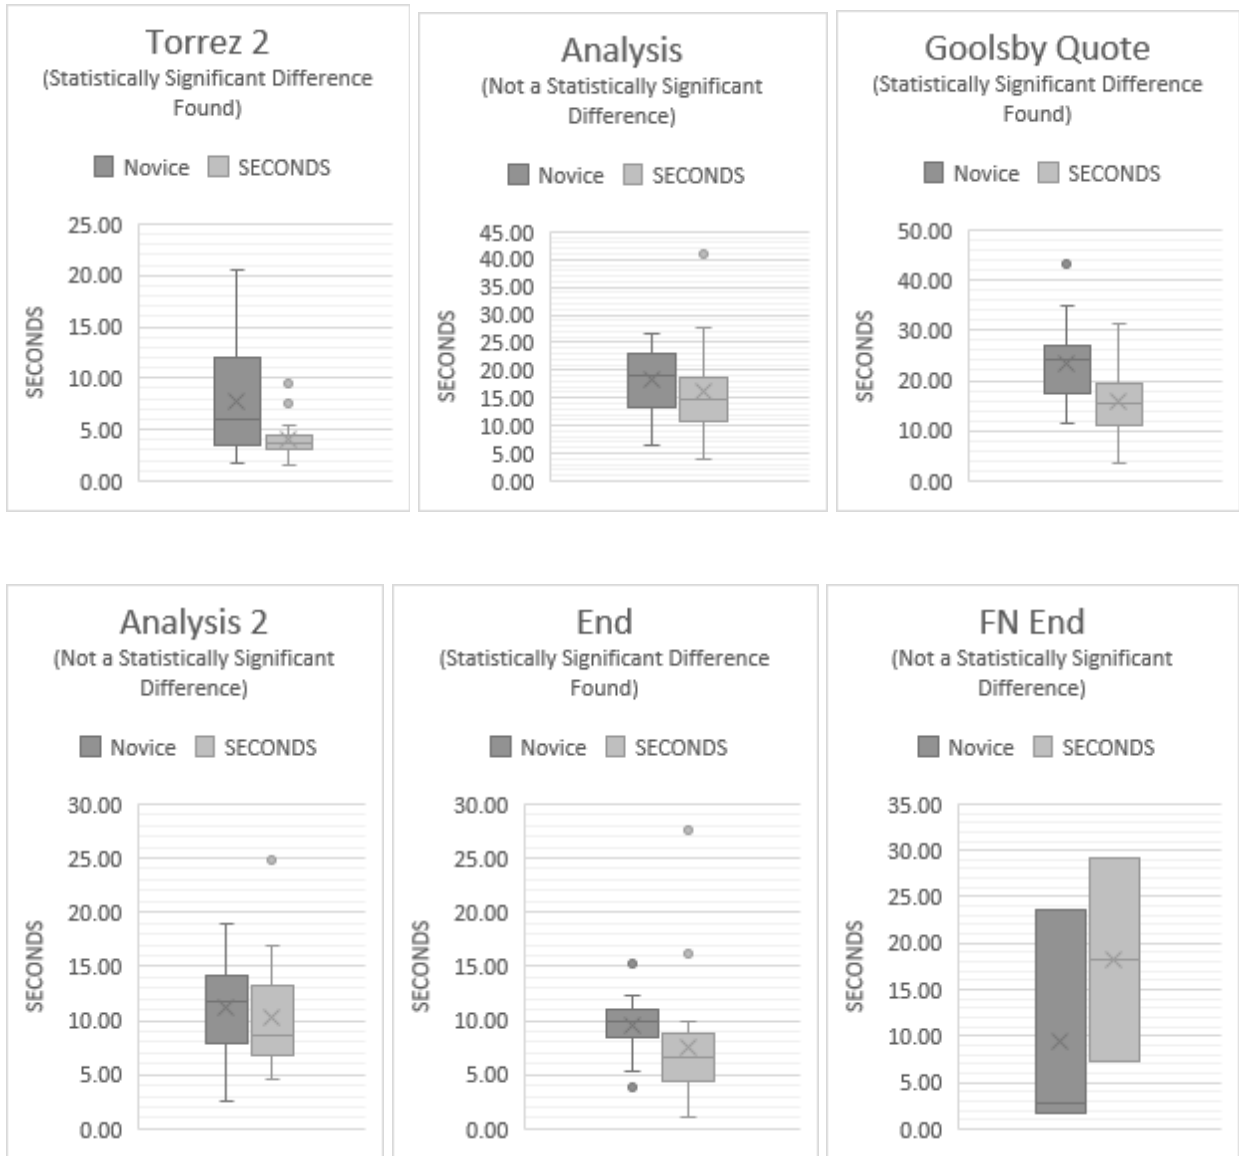 Torrez 2
(Statistically Significant Difference
Found)
Novice SECONDS
25.00
20.00
15.00
10.00
5.00
0.00
SECONDS
Analysis
(Not a Statistically Significant
Difference)
Novice SECONDS
45.00
40.00
35.00
30.00
25.00
20.00
15.00
10.00
5.00
0.00
SECONDS
Goolsby Quote
(Statistically Significant Difference
Found)
Novice SECONDS
50.00
40.00
30.00
20.00
10.00
0.00
SECONDS
Analysis 2
(Not a Statistically Significant
Difference)
Novice SECONDS
30.00
25.00
20.00
15.00
10.00
5.00
0.00
SECONDS
End
(Statistically Significant Difference
Found)
Novice SECONDS
30.00
25.00
20.00
15.00
10.00
5.00
0.00
SECONDS
FN End
(Not a Statistically Significant
Difference)
Novice SECONDS
35.00
30.00
25.00
20.00
15.00
10.00
5.00
0.00
SECONDS